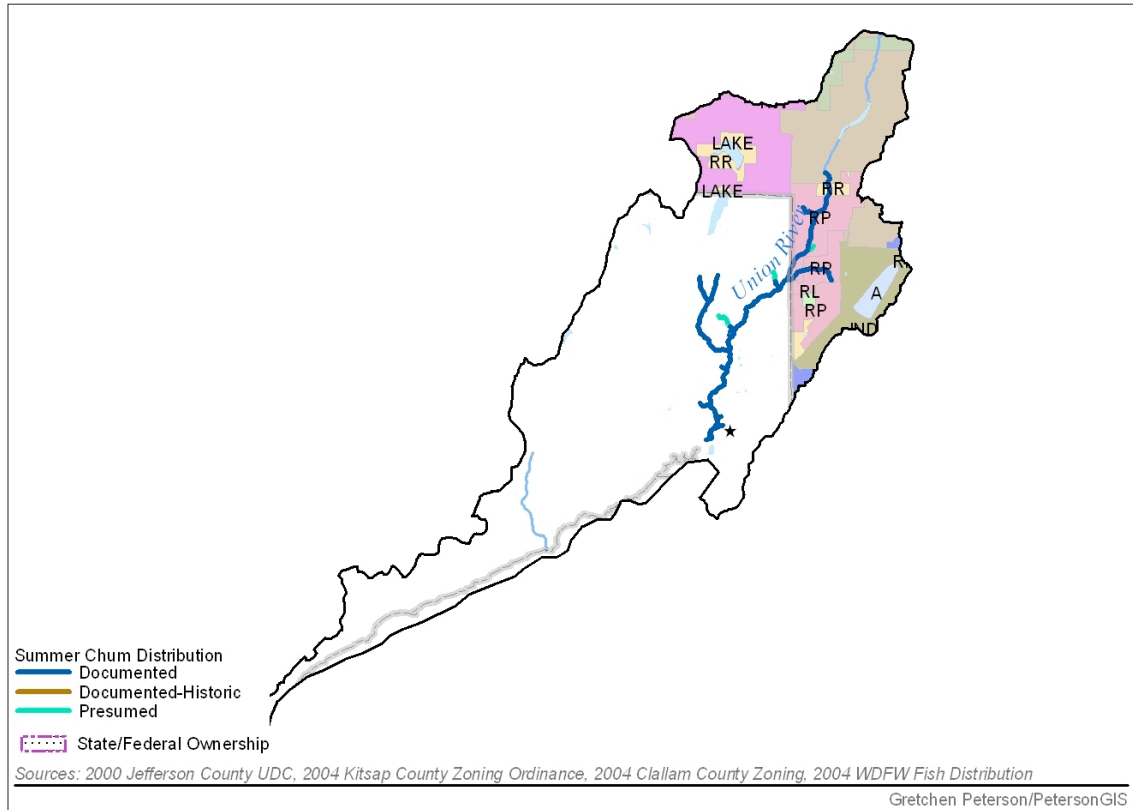 LAKE
RR
LAKE
RR
RP
Union River
RP
RL
RP
A
IND
Summer Chum Distribution
Documented
Documented-Historic
Presumed
State/Federal Ownership
Sources: 2000 Jefferson County UDC, 2004 Kitsap County Zoning Ordinance, 2004 Clallam County Zoning, 2004 WDFW Fish Distribution
Gretchen Peterson/PetersonGIS